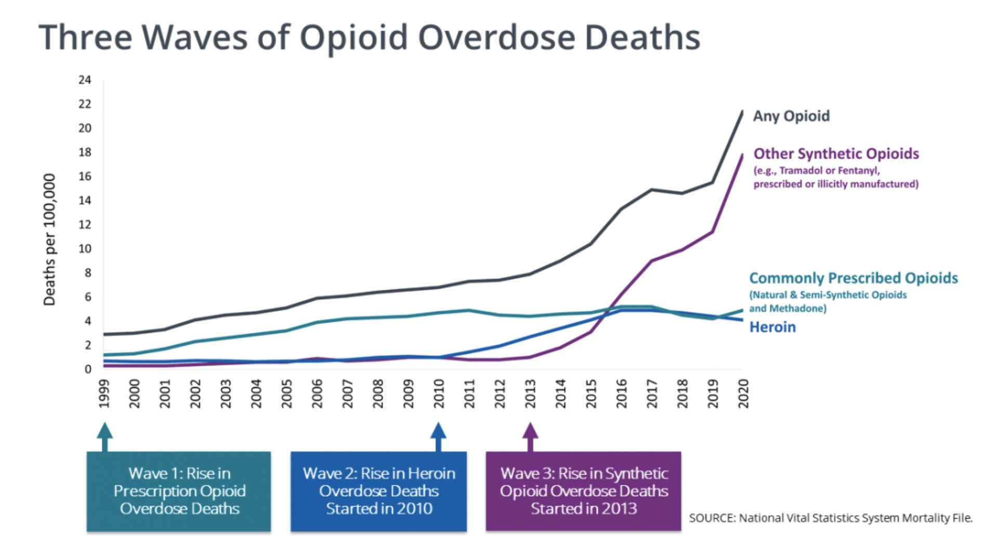 Three Waves of Opioid Overdose Deaths
Deaths per 100,000
24
22
20
18
16
14
12
10
8
6
4
2
0
1999
2000
2001
2002
2003
2004
2005
2006
2007
2008
2009
2010
2011
2012
2013
2014
2015
2016
2017
2018
2019
2020
Any Opioid
Other Synthetic Opioids
(e.g., Tramadol or Fentanyl,
prescribed or illicitly manufactured)
Commonly Prescribed Opioids
(Natural & Semi-Synthetic Opioids
and Methadone)
Heroin
Wave 1: Rise in
Prescription Opioid
Overdose Deaths
Wave 2: Rise in Heroin
Overdose Deaths
Started in 2010
Wave 3: Rise in Synthetic
Opioid Overdose Deaths
Started in 2013
SOURCE: National Vital Statistics System Mortality File.